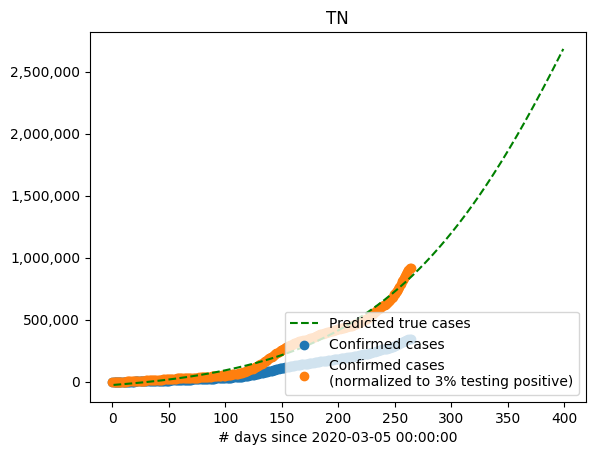 TN
2,500,000
2,000,000
1,500,000
1,000,000
500,000
0
Predicted true cases
Confirmed cases
Confirmed cases
(normalized to 3% testing positive)
0 50 100 150 200 250 300 350 400
# days since 2020-03-05 00:00:00